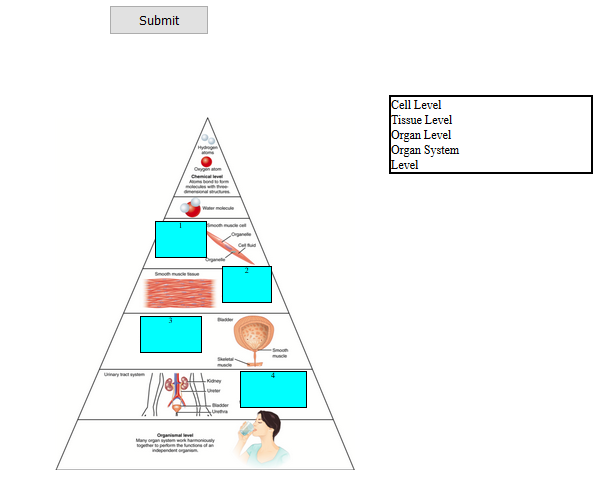 Submit
Cell Level
Tissue Level
Organ Level
Organ System
Level
Hydrogen
atoms
Oxygen atom
Chemical level
Atoms bond to form
molecules with three-
dimensional structures.
Water molecule
1
Smooth muscle cell
Organelle
Cell fluid
Organelle
Smooth muscle tissue
2
3
Bladder
Smooth
muscle
Skeletal
muscle
Urinary tract system
4
Kidney
Ureter
Bladder
Urethra
Organismal level
Many organ system work harmoniously
together to perform the functions of an
independent organism.